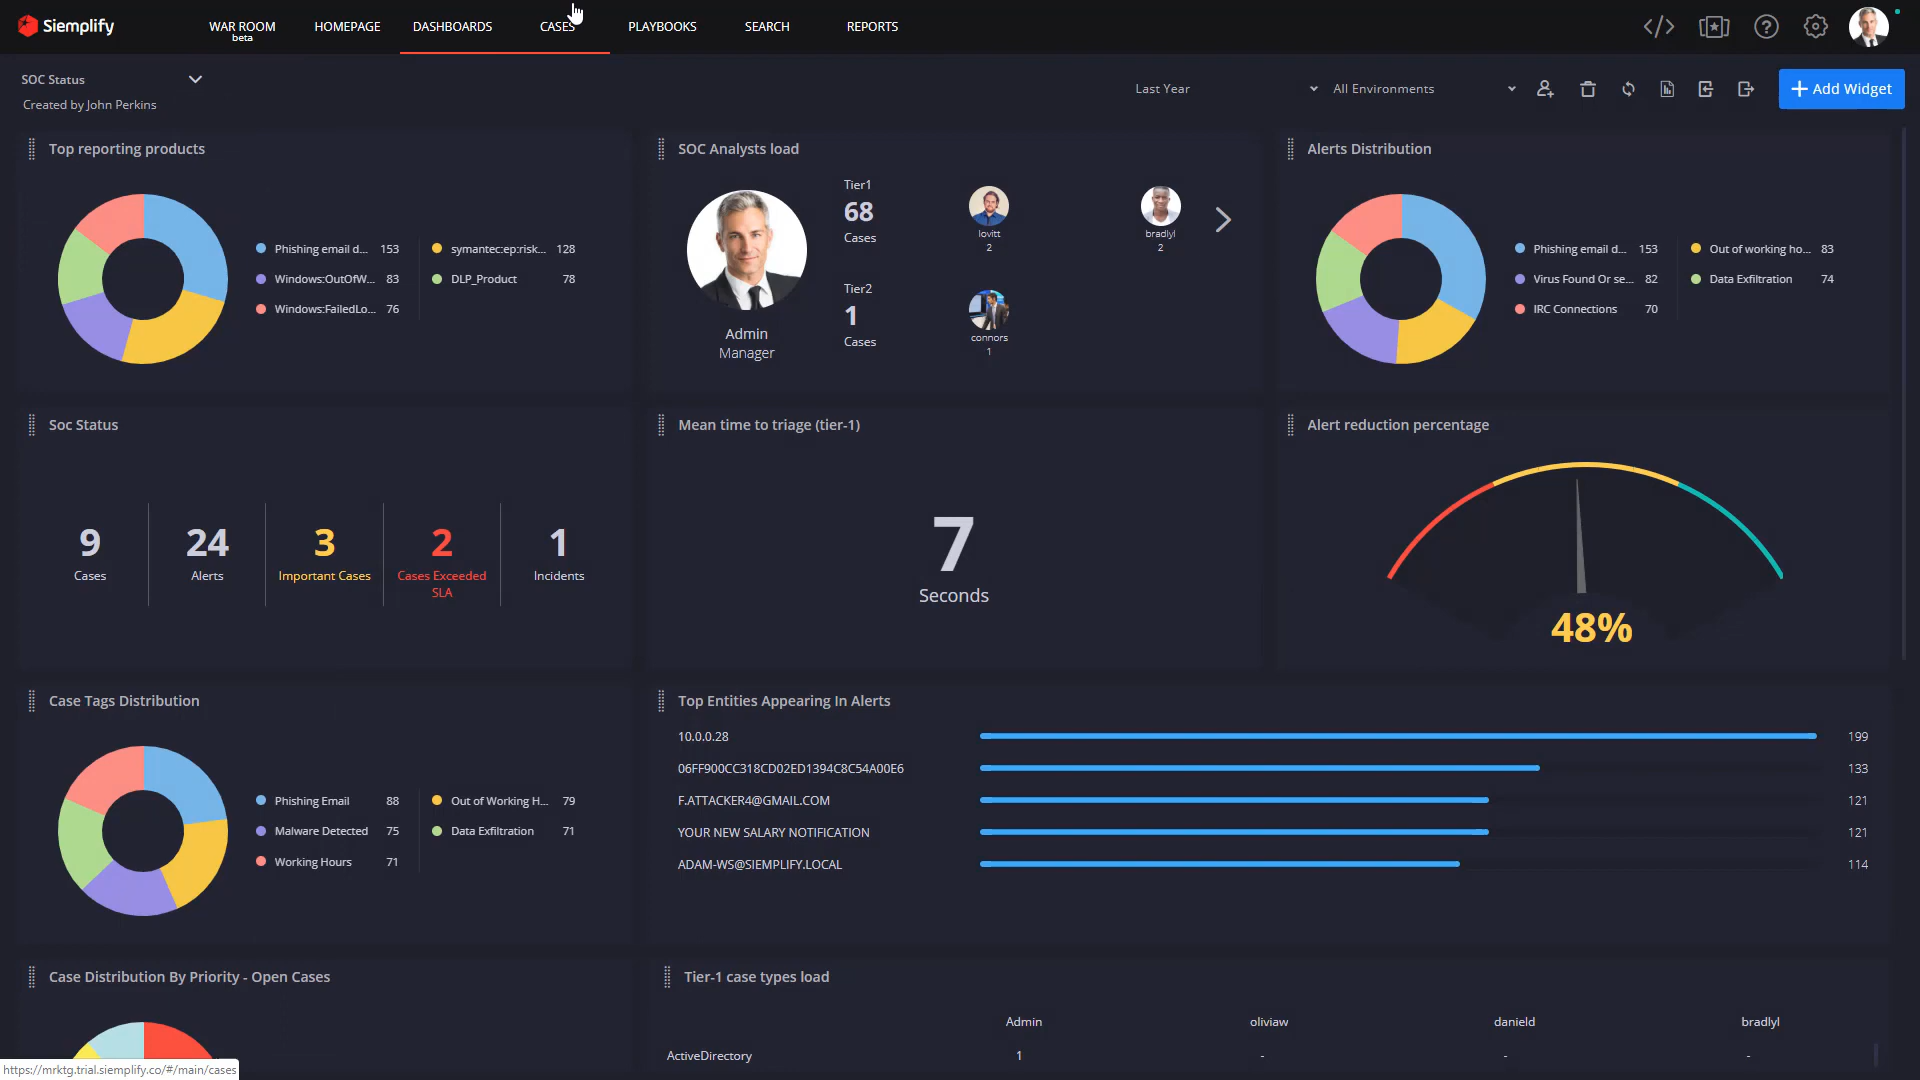 Siemplify
WAR ROOM
beta
HOMEPAGE
DASHBOARDS
CASES
PLAYBOOKS
SEARCH
REPORTS
SOC Status
Created by John Perkins
Last Year
All Environments
Add Widget
Top reporting products
Phishing email d... 153
symantec:ep:risk... 128
Windows:OutOfW... 83
DLP_Product 78
Windows:FailedLo... 76
SOC Analysts load
Admin
Manager
Tier1
68
Cases
lovitt
2
bradlyl
2
Tier2
1
Cases
connors
1
Alerts Distribution
Phishing email d... 153
Out of working ho... 83
Virus Found Or se... 82
Data Exfiltration 74
IRC Connections 70
Soc Status
9
Cases
24
Alerts
3
Important Cases
2
Cases Exceeded
SLA
1
Incidents
Mean time to triage (tier-1)
7
Seconds
Alert reduction percentage
48%
Case Tags Distribution
Phishing Email 88
Out of Working H... 79
Malware Detected 75
Data Exfiltration 71
Working Hours 71
Top Entities Appearing In Alerts
10.0.0.28 199
06FF900CC318CD02ED1394C8C54A00E6 133
F.ATTACKER4@GMAIL.COM 121
YOUR NEW SALARY NOTIFICATION 121
ADAM-WS@SIEMPLIFY.LOCAL 114
Case Distribution By Priority - Open Cases
Tier-1 case types load
Admin oliviaw danield bradlyl
ActiveDirectory 1 - - -
https://mrktg.trial.siemplify.co/#/main/cases